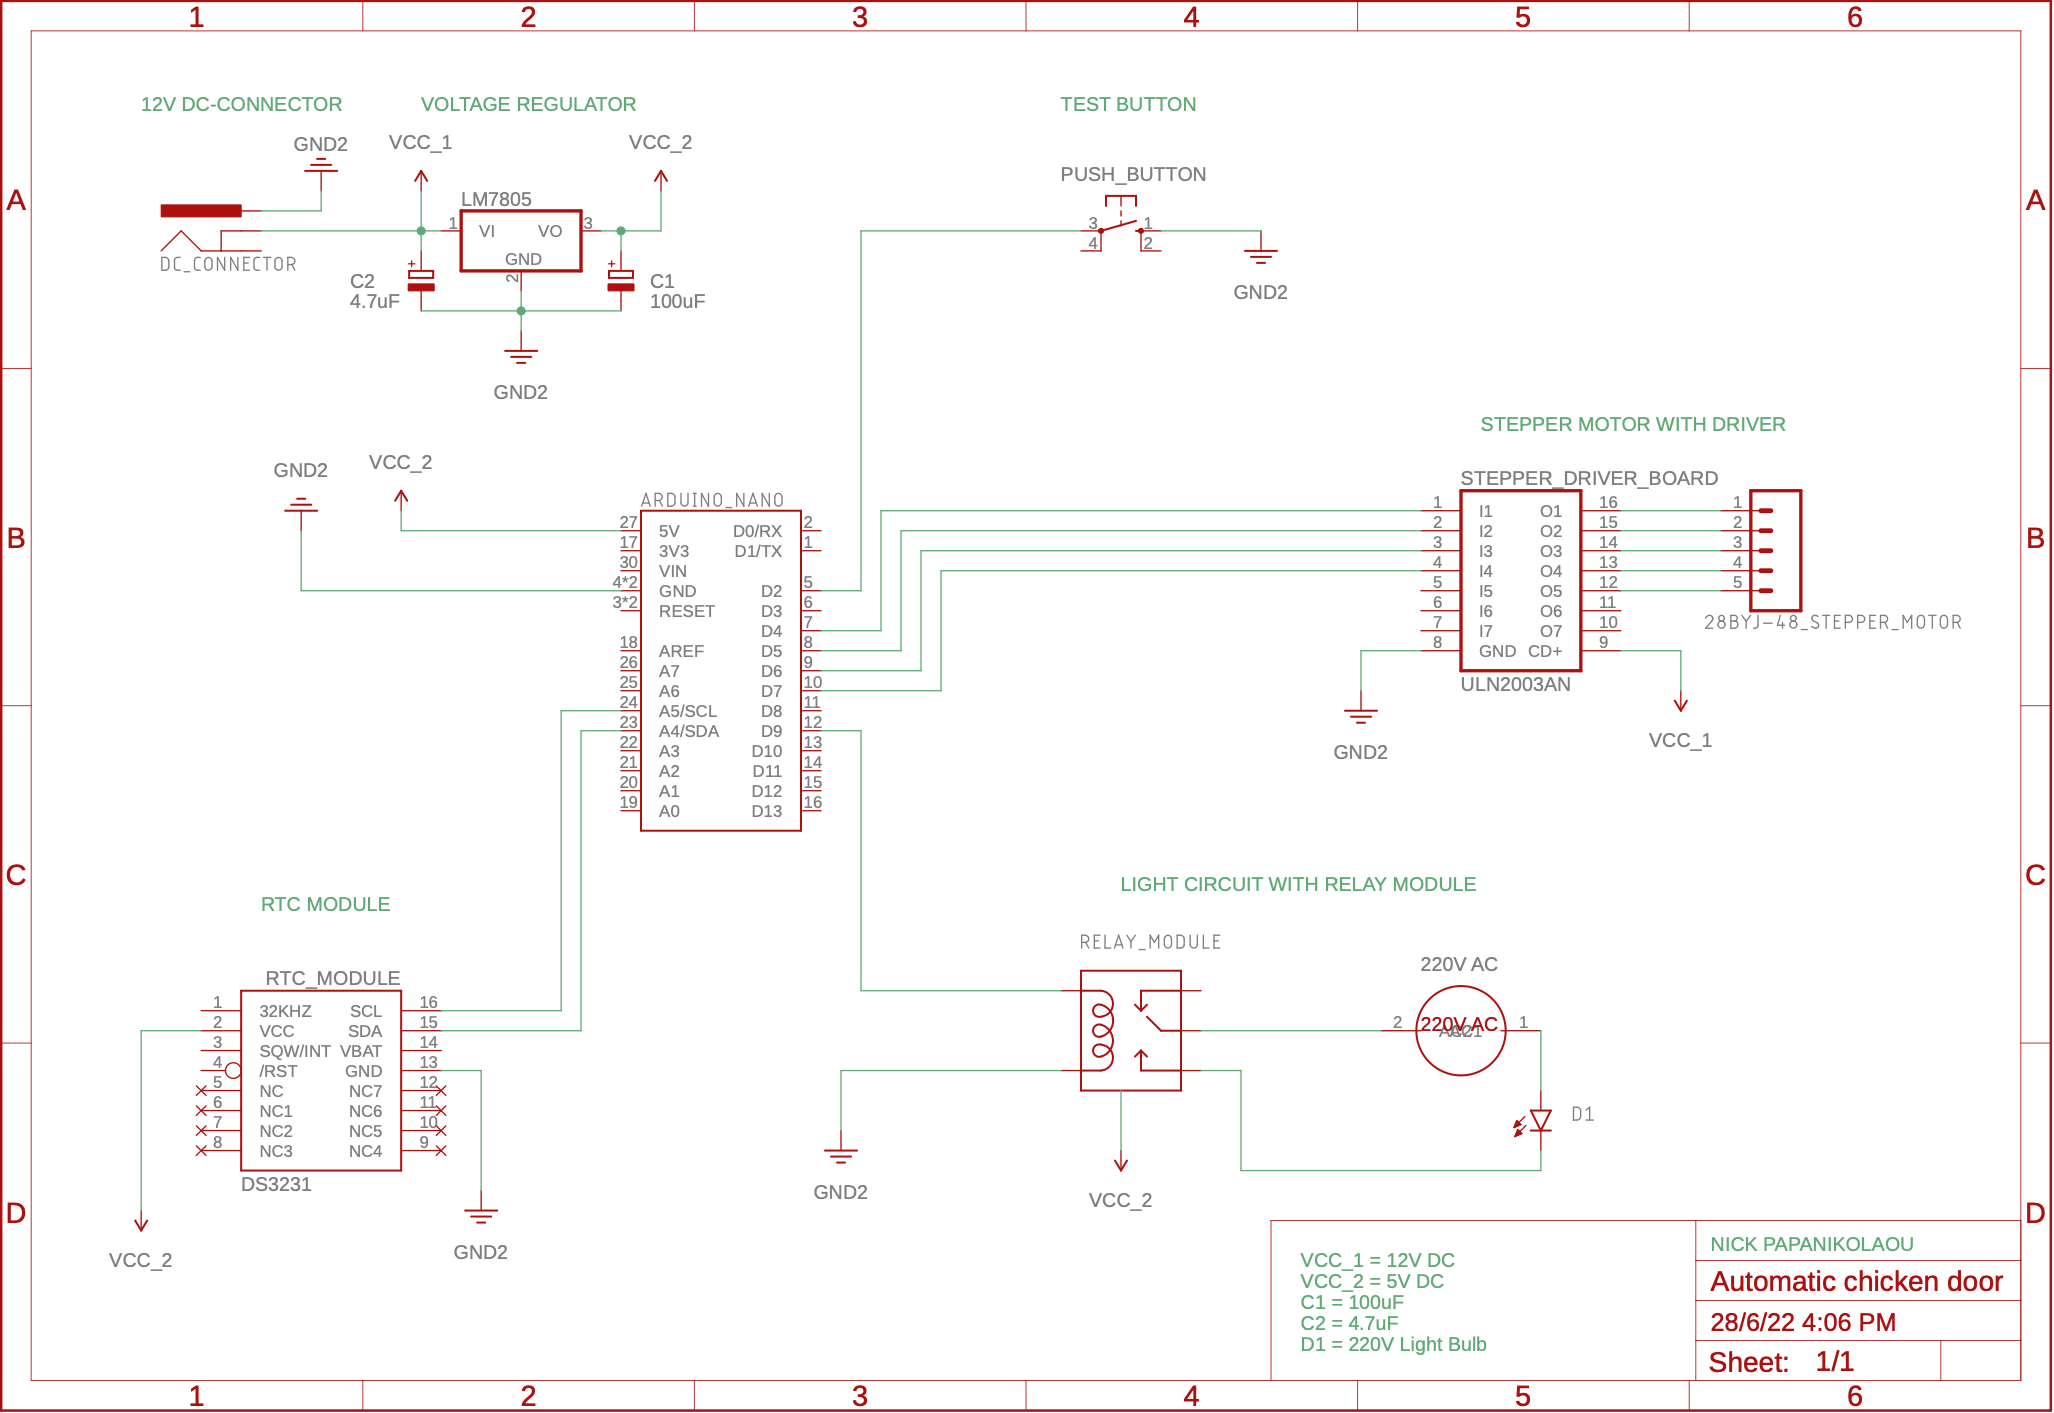 1 2 3 4 5 6
A A
B B
C C
D D
12V DC-CONNECTOR
GND2
DC_CONNECTOR
VOLTAGE REGULATOR
VCC_1
VCC_2
LM7805
1 VI VO 3
GND
2
+
C2
4.7uF
+
C1
100uF
GND2
TEST BUTTON
PUSH_BUTTON
3 1
4 2
GND2
GND2
VCC_2
ARDUINO_NANO
27 5V D0/RX 2
17 3V3 D1/TX 1
30 VIN
4*2 GND D2 5
3*2 RESET D3 6
D4 7
18 AREF D5 8
26 A7 D6 9
25 A6 D7 10
24 A5/SCL D8 11
23 A4/SDA D9 12
22 A3 D10 13
21 A2 D11 14
20 A1 D12 15
19 A0 D13 16
STEPPER MOTOR WITH DRIVER
STEPPER_DRIVER_BOARD
1 I1 O1 16 1
2 I2 O2 15 2
3 I3 O3 14 3
4 I4 O4 13 4
5 I5 O5 12 5
6 I6 O6 11
7 I7 O7 10
8 GND CD+ 9
ULN2003AN
28BYJ-48_STEPPER_MOTOR
GND2
VCC_1
RTC MODULE
RTC_MODULE
1 32KHZ SCL 16
2 VCC SDA 15
3 SQW/INT VBAT 14
4 /RST GND 13
5 NC NC7 12
6 NC1 NC6 11
7 NC2 NC5 10
8 NC3 NC4 9
DS3231
VCC_2
GND2
LIGHT CIRCUIT WITH RELAY MODULE
RELAY_MODULE
220V AC
2 220V AC 1
D1
GND2
VCC_2
VCC_1 = 12V DC
VCC_2 = 5V DC
C1 = 100uF
C2 = 4.7uF
D1 = 220V Light Bulb
NICK PAPANIKOLAOU
Automatic chicken door
28/6/22 4:06 PM
Sheet: 1/1
1 2 3 4 5 6